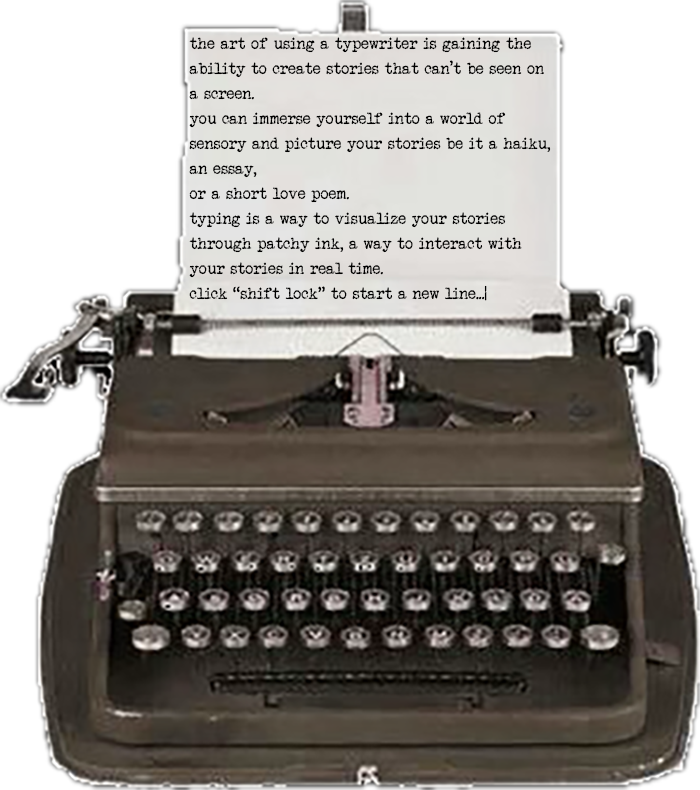 the art of using a typewriter is gaining the
ability to create stories that can't be seen on
a screen.
you can immerse yourself into a world of
sensory and picture your stories be it a haiku,
an essay,
or a short love poem.
typing is a way to visualize your stories
through patchy ink, a way to interact with
your stories in real time.
click “shift lock” to start a new line...|